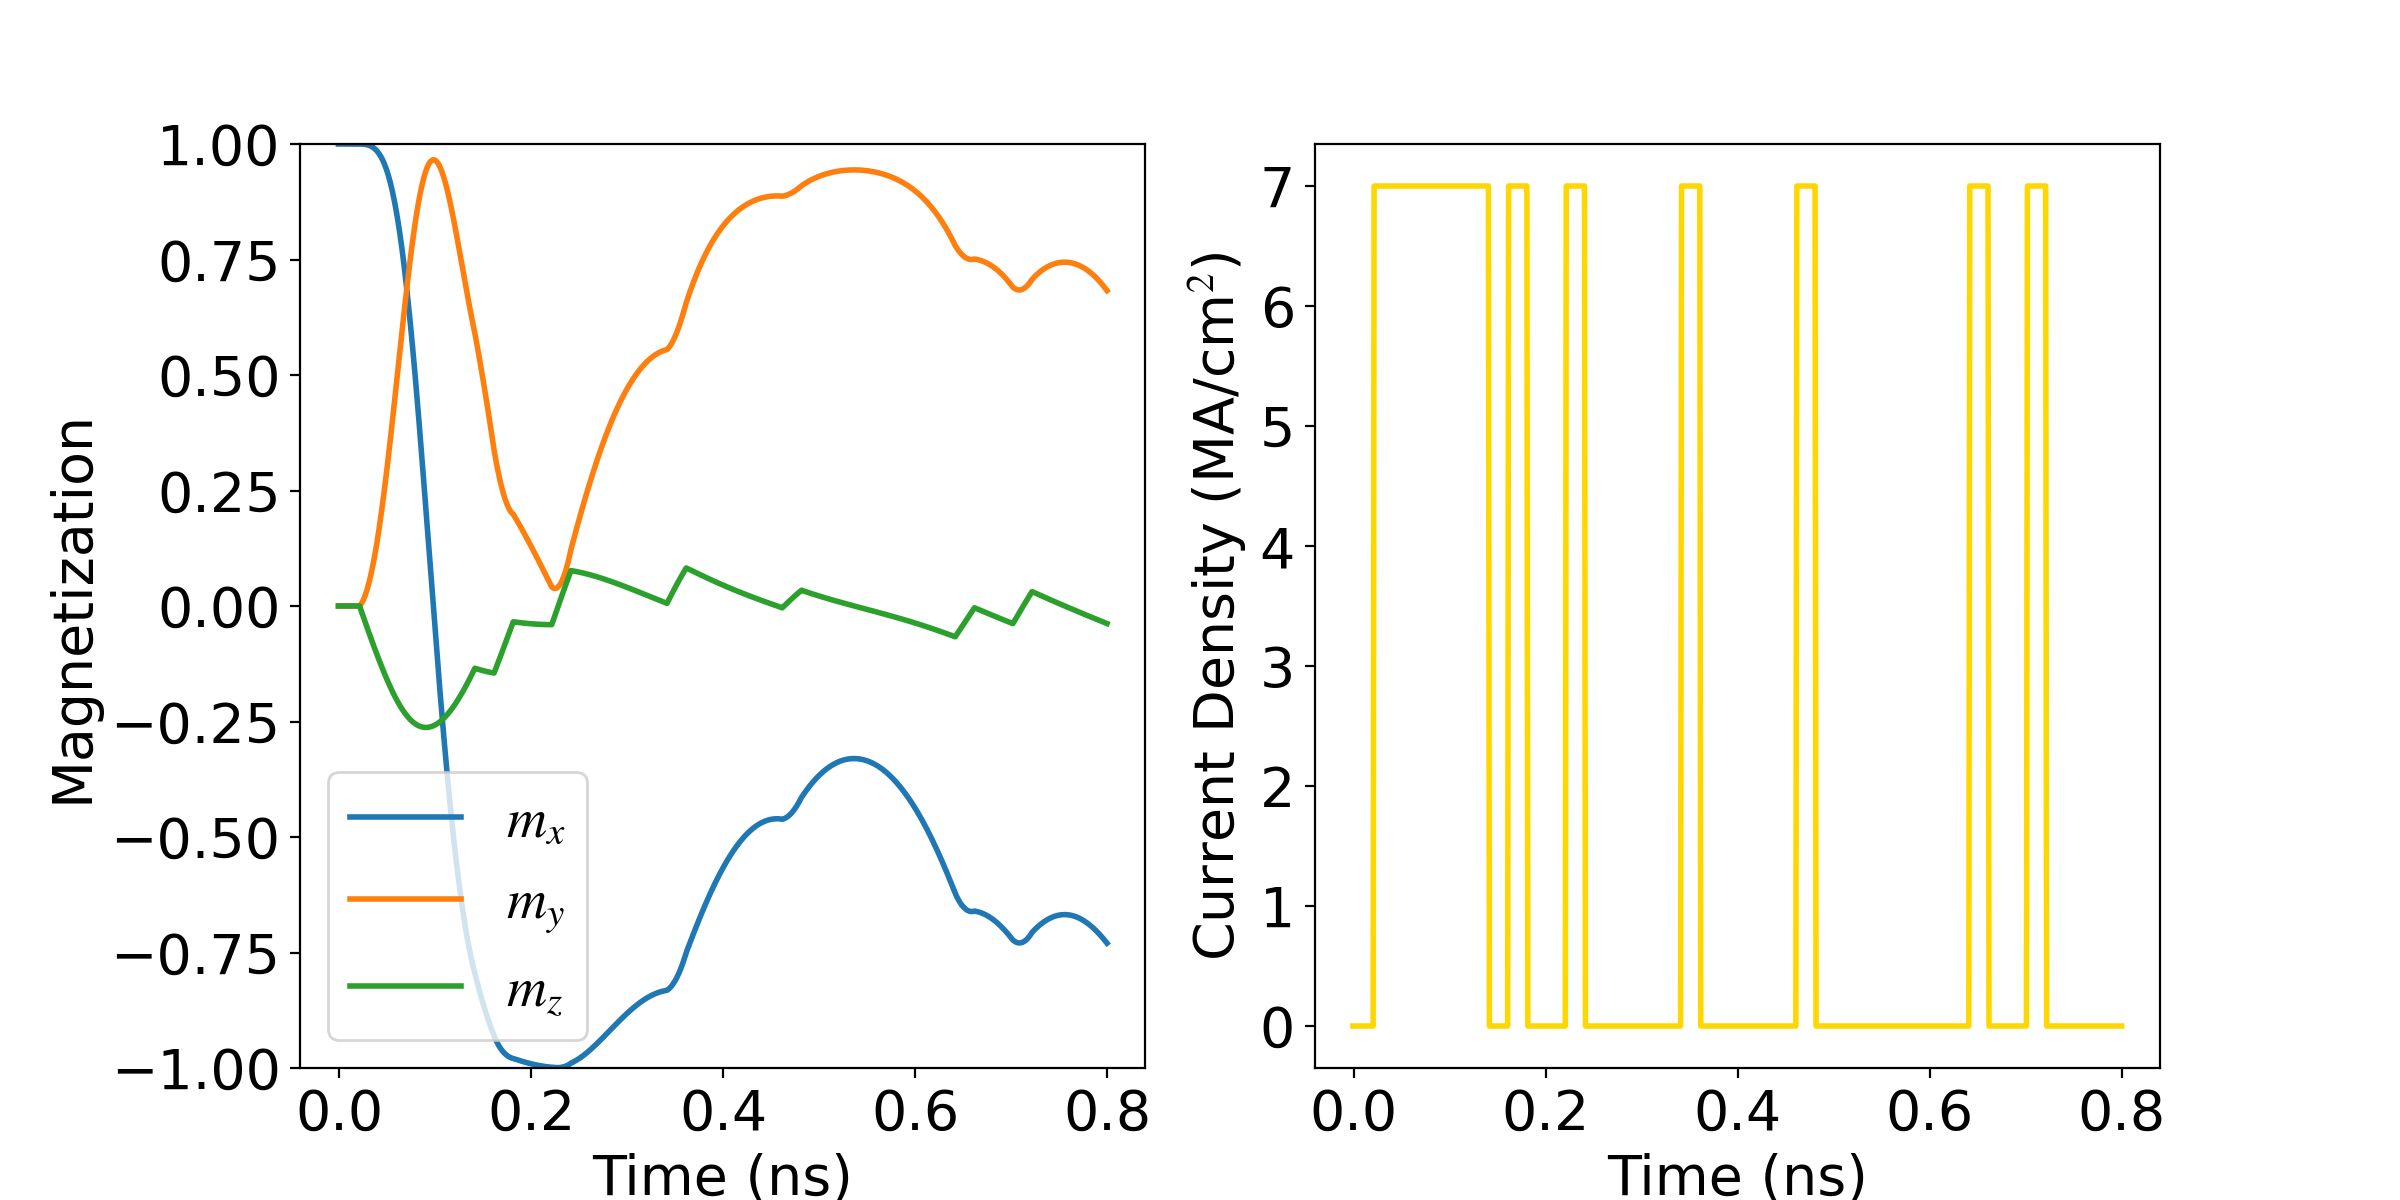 Magnetization
1.00
0.75
0.50
0.25
0.00
−0.25
−0.50
−0.75
−1.00
m_x
m_y
m_z
0.0 0.2 0.4 0.6 0.8
Time (ns)
Current Density (MA/cm²)
7
6
5
4
3
2
1
0
0.0 0.2 0.4 0.6 0.8
Time (ns)